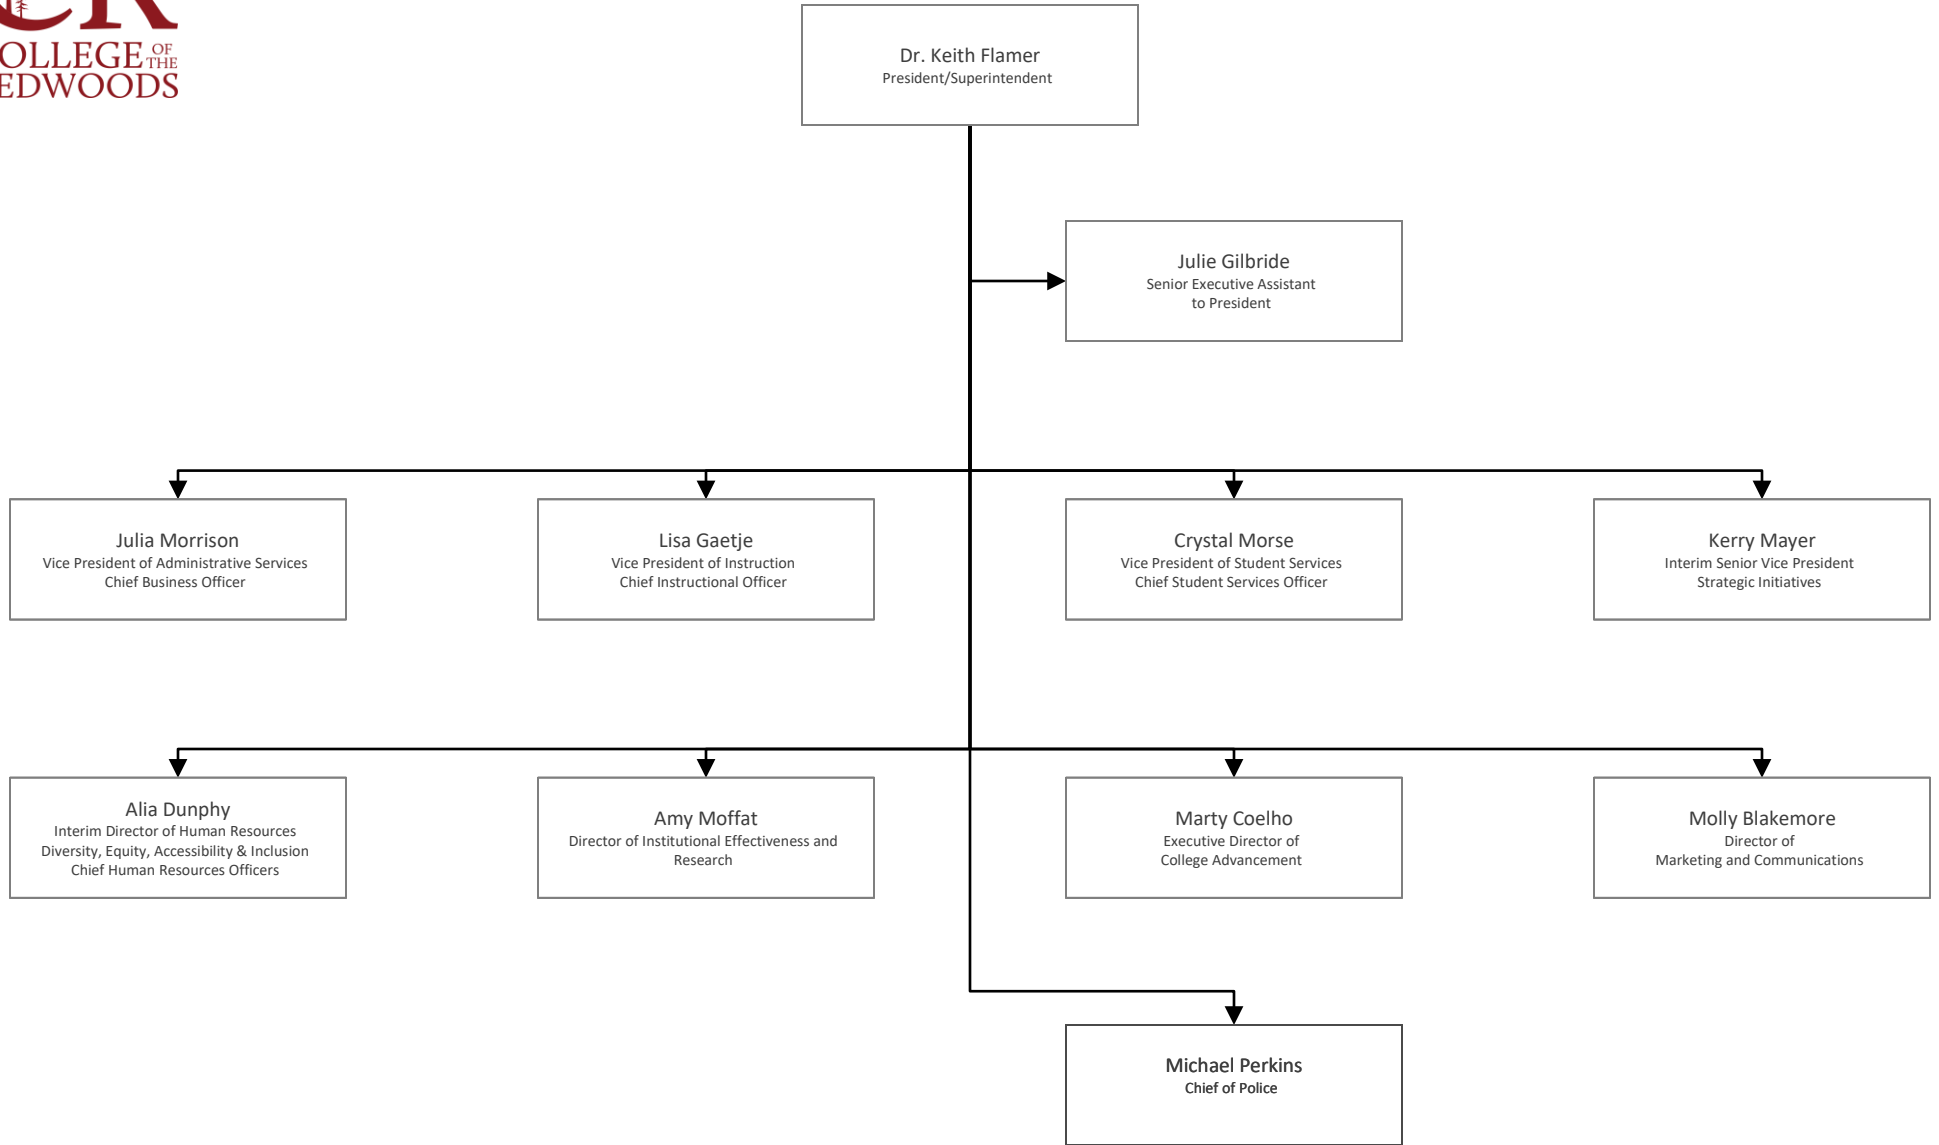 CR
OLLEGE OF THE
EDWOODS
Dr. Keith Flamer
President/Superintendent
Julie Gilbride
Senior Executive Assistant
to President
Julia Morrison
Vice President of Administrative Services
Chief Business Officer
Lisa Gaetje
Vice President of Instruction
Chief Instructional Officer
Crystal Morse
Vice President of Student Services
Chief Student Services Officer
Kerry Mayer
Interim Senior Vice President
Strategic Initiatives
Alia Dunphy
Interim Director of Human Resources
Diversity, Equity, Accessibility & Inclusion
Chief Human Resources Officers
Amy Moffat
Director of Institutional Effectiveness and
Research
Marty Coelho
Executive Director of
College Advancement
Molly Blakemore
Director of
Marketing and Communications
Michael Perkins
Chief of Police